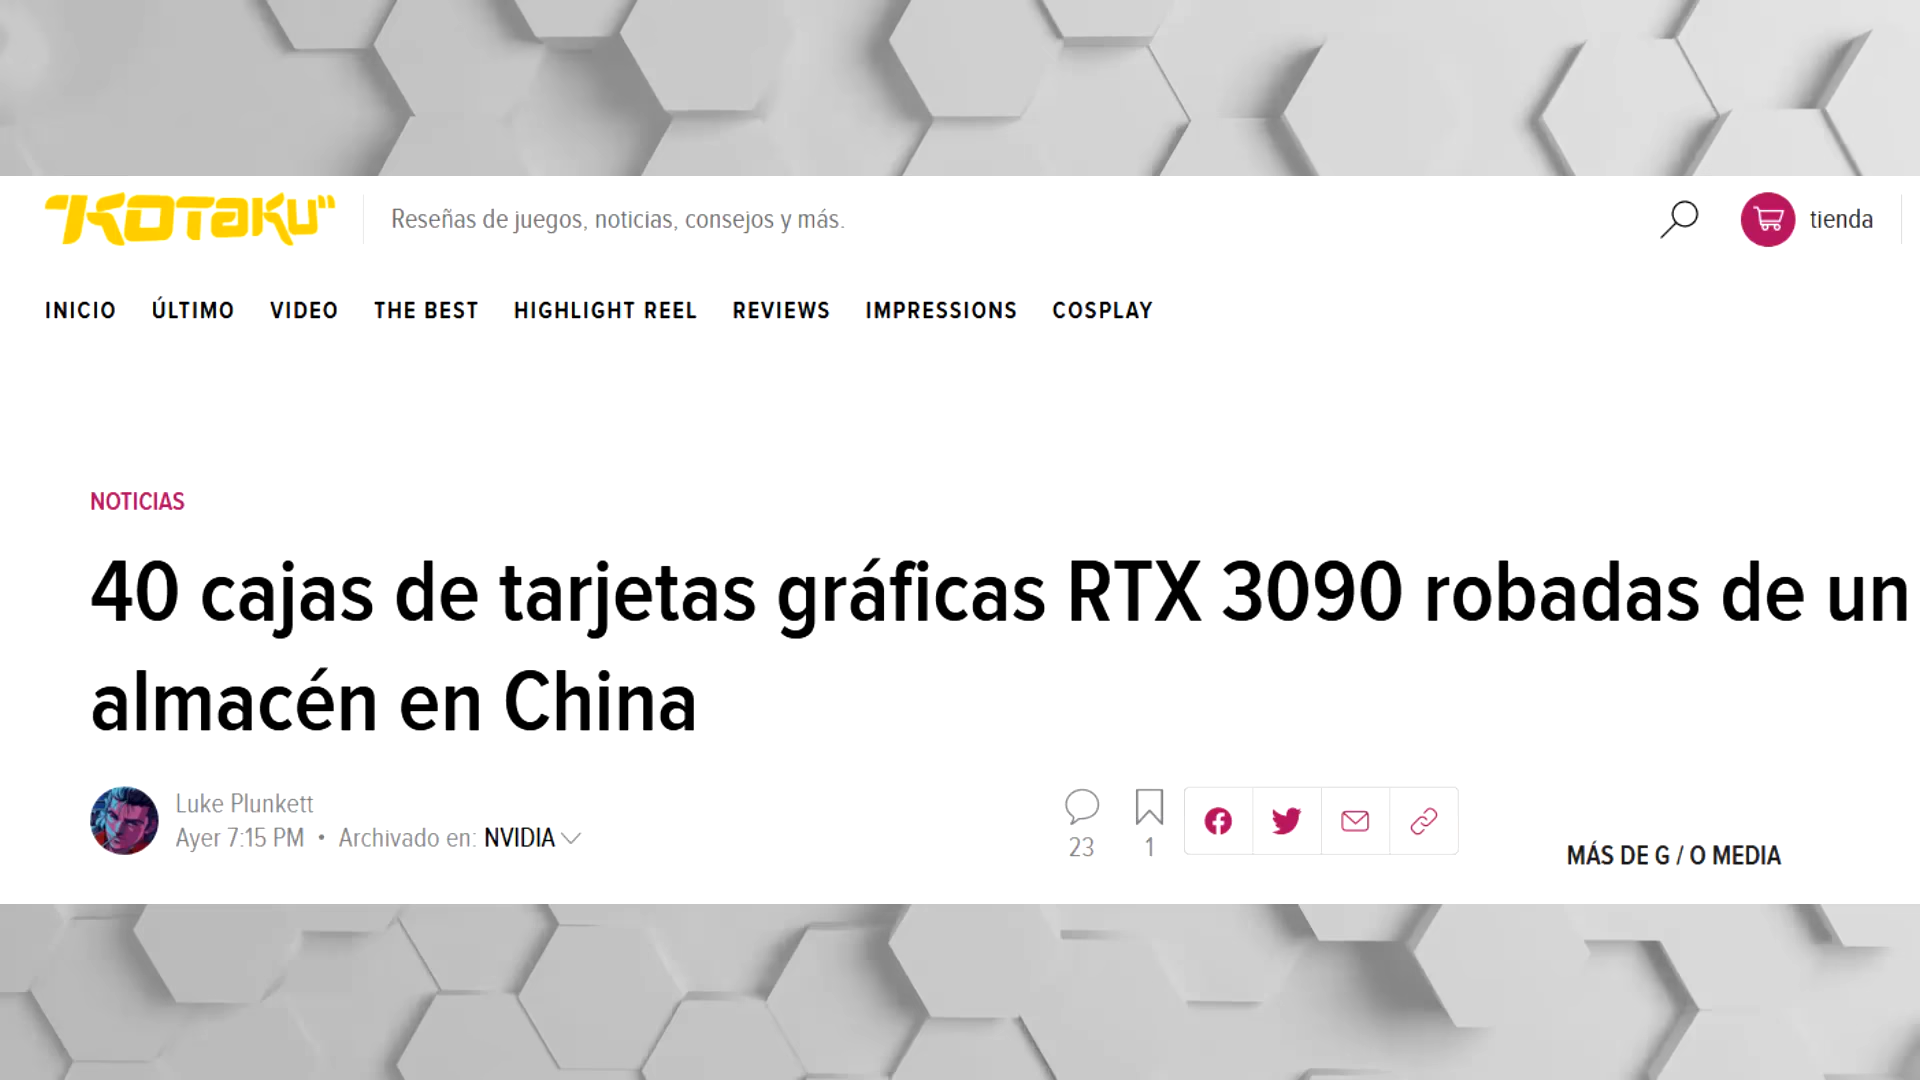 KOTAKU
Reseñas de juegos, noticias, consejos y más.
tienda
INICIO ÚLTIMO VIDEO THE BEST HIGHLIGHT REEL REVIEWS IMPRESSIONS COSPLAY
NOTICIAS
40 cajas de tarjetas gráficas RTX 3090 robadas de un
almacén en China
Luke Plunkett
Ayer 7:15 PM • Archivado en: NVIDIA
23 1
MÁS DE G / O MEDIA